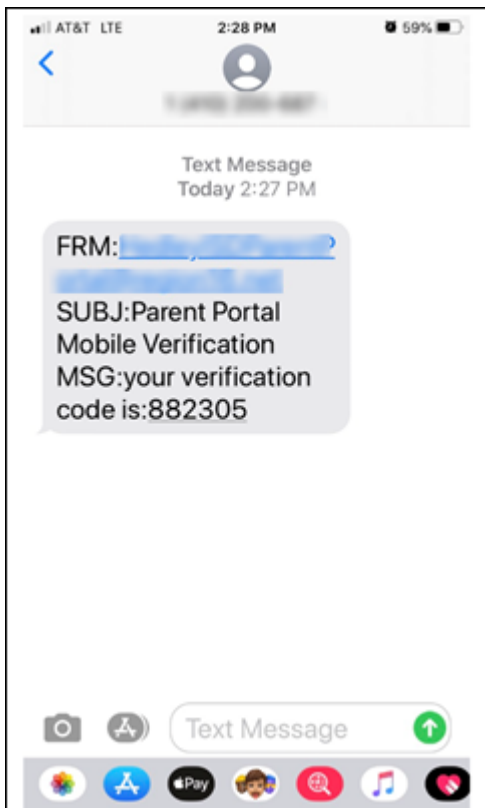 AT&T LTE
2:28 PM
59%
Text Message
Today 2:27 PM
FRM:
SUBJ:Parent Portal
Mobile Verification
MSG:your verification
code is:882305
Text Message
Pay